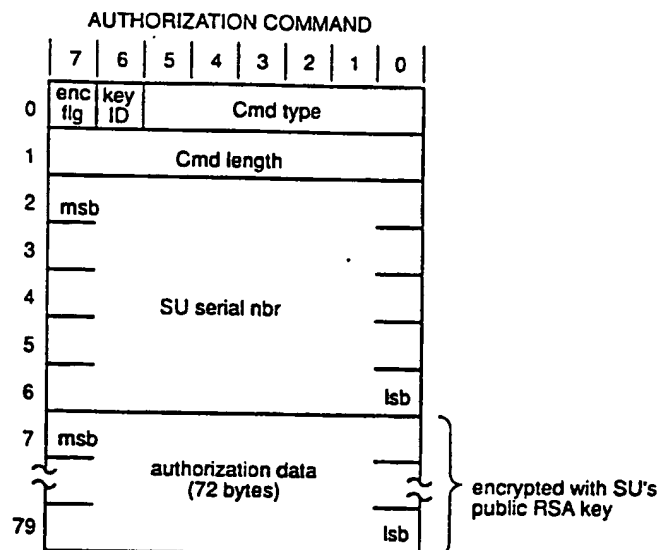 AUTHORIZATION COMMAND
7 6 5 4 3 2 1 0
0 enc flg key ID Cmd type
1 Cmd length
2 msb
3
4 SU serial nbr
5
6 lsb
7 msb
authorization data
(72 bytes)
encrypted with SU's
public RSA key
79 lsb